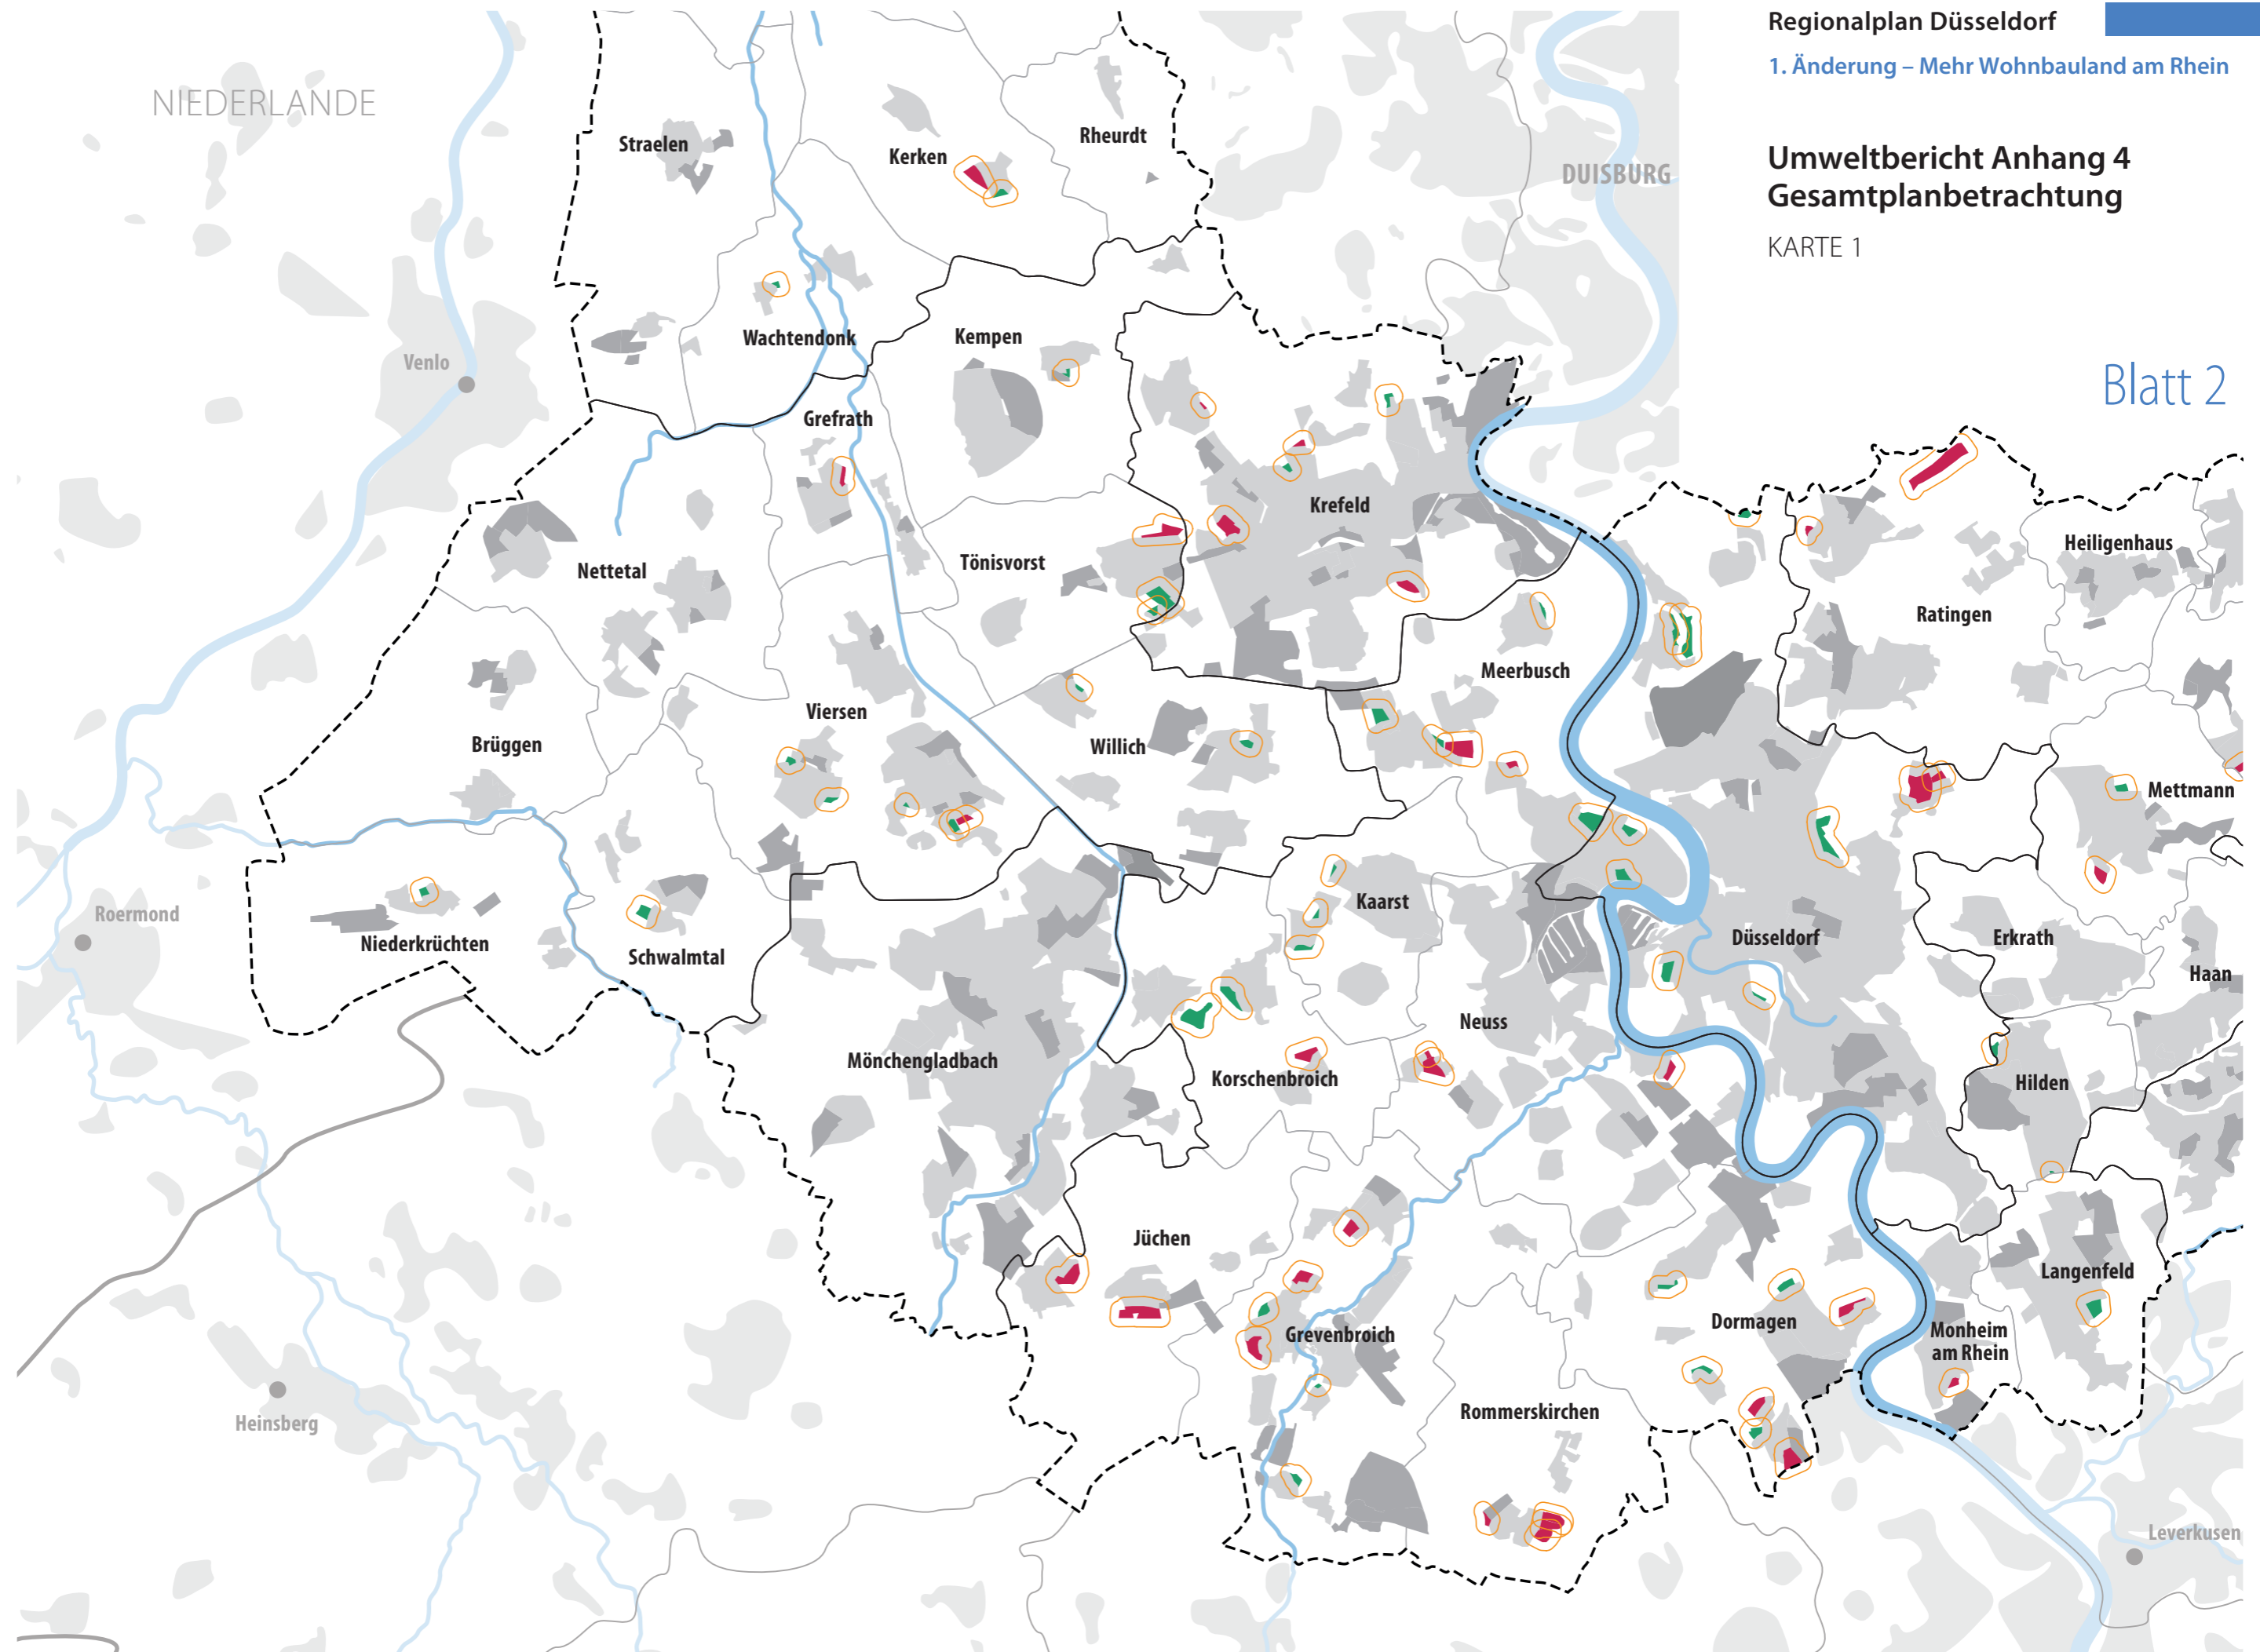 Regionalplan Düsseldorf
1. Änderung – Mehr Wohnbauland am Rhein
Umweltbericht Anhang 4
Gesamtplanbetrachtung
KARTE 1
Blatt 2
NIEDERLANDE
Straelen
Kerken
Rheurdt
DUISBURG
Wachtendonk
Kempen
Venlo
Grefrath
Krefeld
Heiligenhaus
Nettetal
Tönisvorst
Ratingen
Meerbusch
Viersen
Brüggen
Willich
Mettmann
Kaarst
Roermond
Niederkrüchten
Schwalmtal
Düsseldorf
Erkrath
Haan
Neuss
Mönchengladbach
Korschenbroich
Hilden
Jüchen
Langenfeld
Grevenbroich
Dormagen
Monheim
am Rhein
Rommerskirchen
Heinsberg
Leverkusen